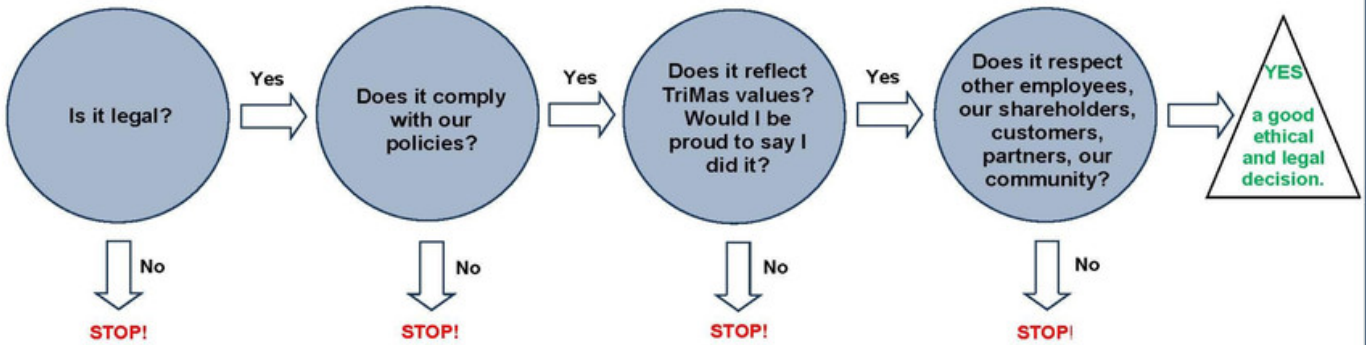 Is it legal?
Yes
Does it comply
with our
policies?
Yes
Does it reflect
TriMas values?
Would I be
proud to say I
did it?
Yes
Does it respect
other employees,
our shareholders,
customers,
partners, our
community?
YES
a good
ethical
and legal
decision.
No
No
No
No
STOP!
STOP!
STOP!
STOP!